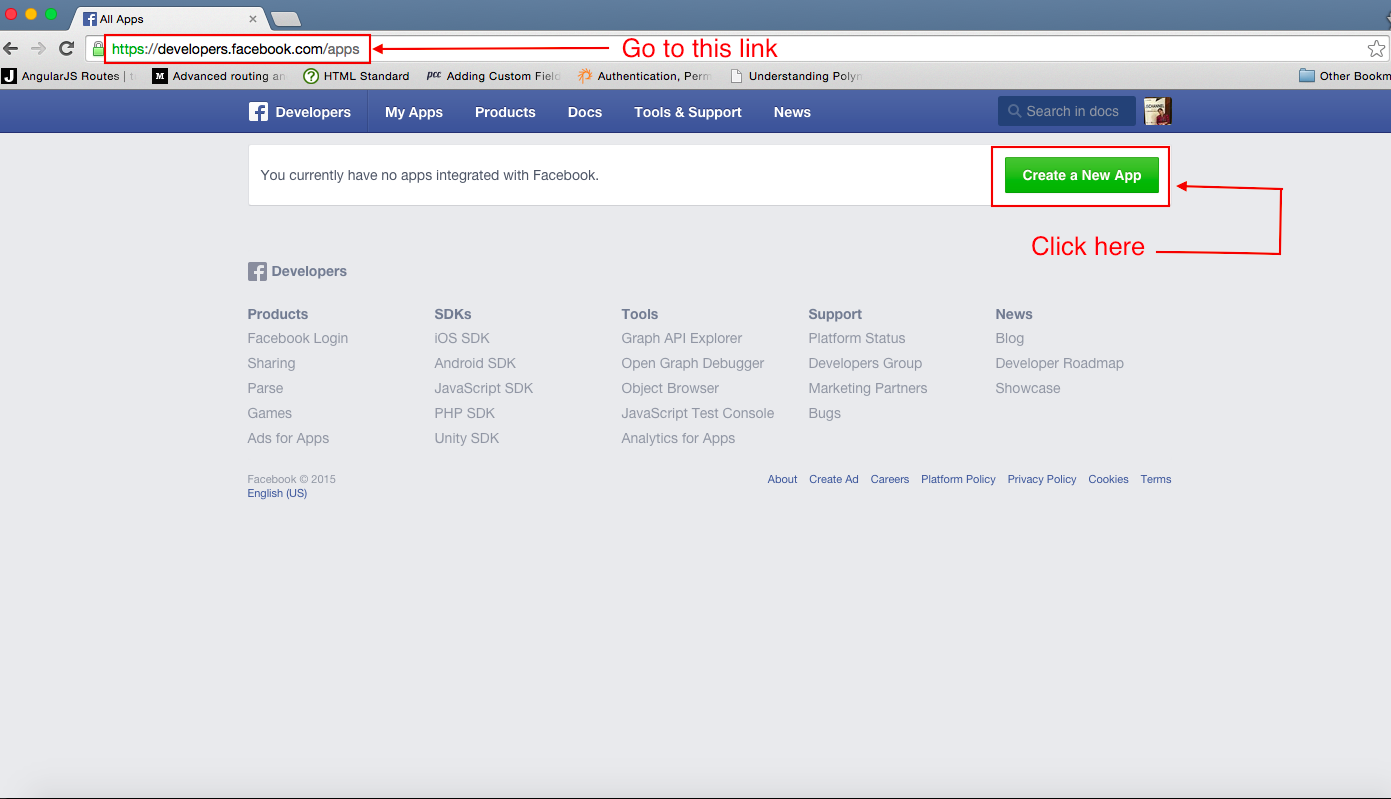 All Apps
https://developers.facebook.com/apps
Go to this link
AngularJS Routes |
Advanced routing
HTML Standard
pcc Adding Custom Field
Authentication, Perm
Understanding Polym
Other Bookm
Developers My Apps Products Docs Tools & Support News Search in docs
You currently have no apps integrated with Facebook.
Create a New App
Click here
Developers
Products SDKs Tools Support News
Facebook Login iOS SDK Graph API Explorer Platform Status Blog
Sharing Android SDK Open Graph Debugger Developers Group Developer Roadmap
Parse JavaScript SDK Object Browser Marketing Partners Showcase
Games PHP SDK JavaScript Test Console Bugs
Ads for Apps Unity SDK Analytics for Apps
Facebook © 2015 About Create Ad Careers Platform Policy Privacy Policy Cookies Terms
English (US)